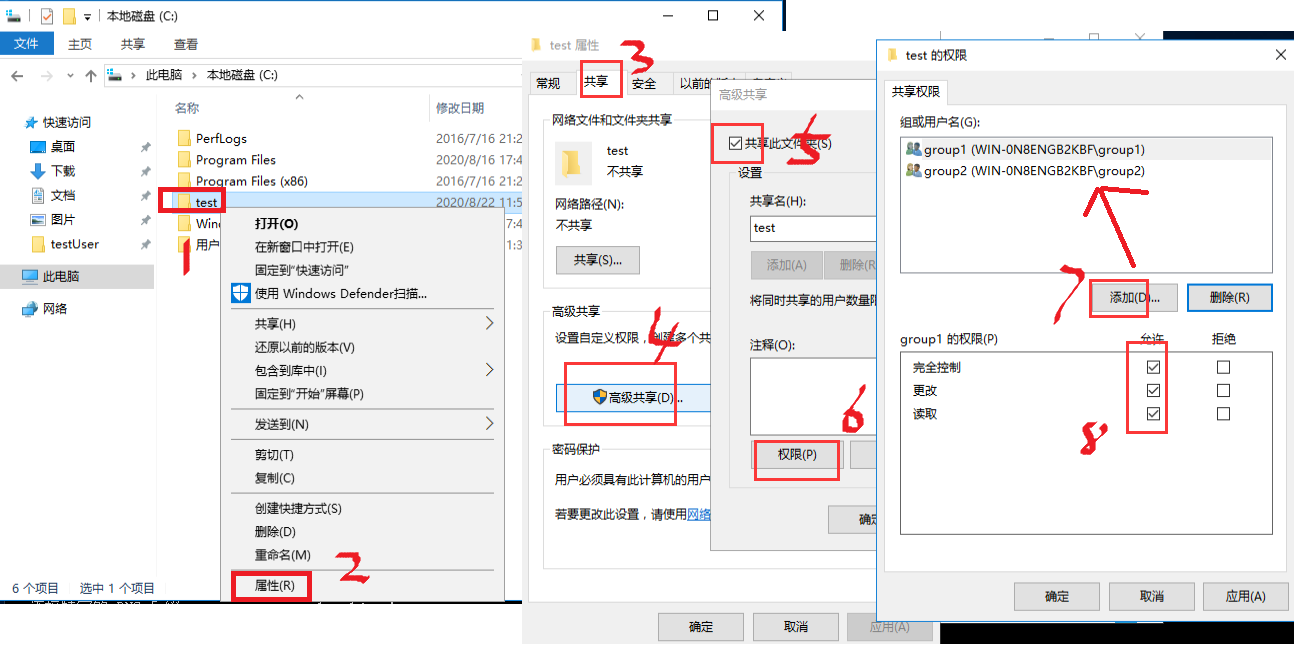 本地磁盘 (C:)
文件 主页 共享 查看
此电脑 本地磁盘 (C:)
名称 修改日期
快速访问
桌面
下载
文档
图片
testUser
此电脑
网络
PerfLogs 2016/7/16 21:2
Program Files 2020/8/16 17:4
Program Files (x86) 2016/7/16 21:2
test 2020/8/22 11:5
Wind 7:4
用户 1:3
1
打开(O)
在新窗口中打开(E)
固定到"快速访问"
使用 Windows Defender扫描...
共享(H)
还原以前的版本(V)
包含到库中(I)
固定到"开始"屏幕(P)
发送到(N)
剪切(T)
复制(C)
创建快捷方式(S)
删除(D)
重命名(M)
属性(R)
2
6 个项目 选中 1 个项目
test 属性
3
常规 共享 安全 以前的版本
网络文件和文件夹共享
test
不共享
网络路径(N):
不共享
共享(S)...
高级共享
设置自定义权限，创建多个共
4
高级共享(D)...
密码保护
用户必须具有此计算机的用户
若要更改此设置，请使用网络
确定 取消 应用(A)
高级共享
共享此文件夹(S)
5
设置
共享名(H):
test
添加(A) 删除(R
将同时共享的用户数量限
注释(O):
6
权限(P)
确定
test 的权限
共享权限
组或用户名(G):
group1 (WIN-0N8ENGB2KBF\group1)
group2 (WIN-0N8ENGB2KBF\group2)
7
添加(D)... 删除(R)
group1 的权限(P) 允许 拒绝
完全控制
更改
读取
8
确定 取消 应用(A)